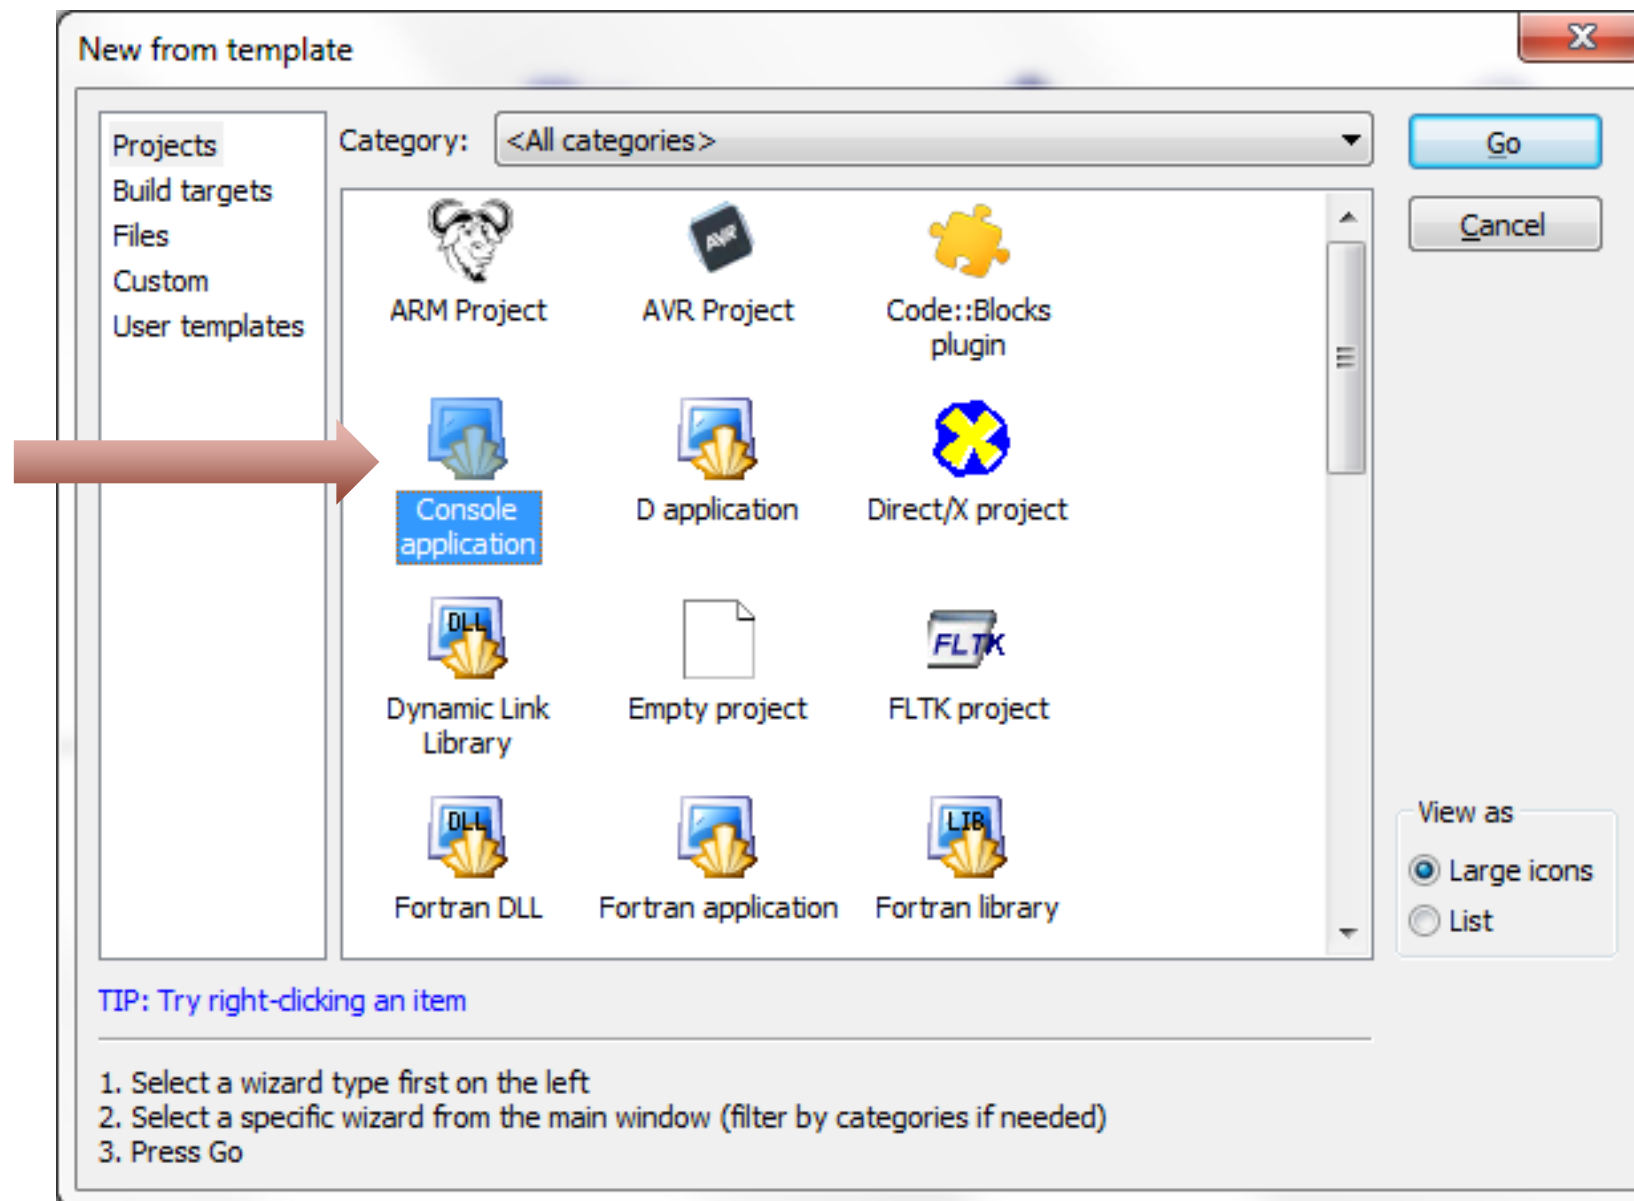 New from template
Projects
Build targets
Files
Custom
User templates
Category: <All categories>
Go
Cancel
AVR
ARM Project
AVR Project
Code::Blocks
plugin
Console
application
D application
Direct/X project
DLL
FLTK
Dynamic Link
Library
Empty project
FLTK project
DLL
LIB
Fortran DLL
Fortran application
Fortran library
View as
Large icons
List
TIP: Try right-clicking an item
1. Select a wizard type first on the left
2. Select a specific wizard from the main window (filter by categories if needed)
3. Press Go